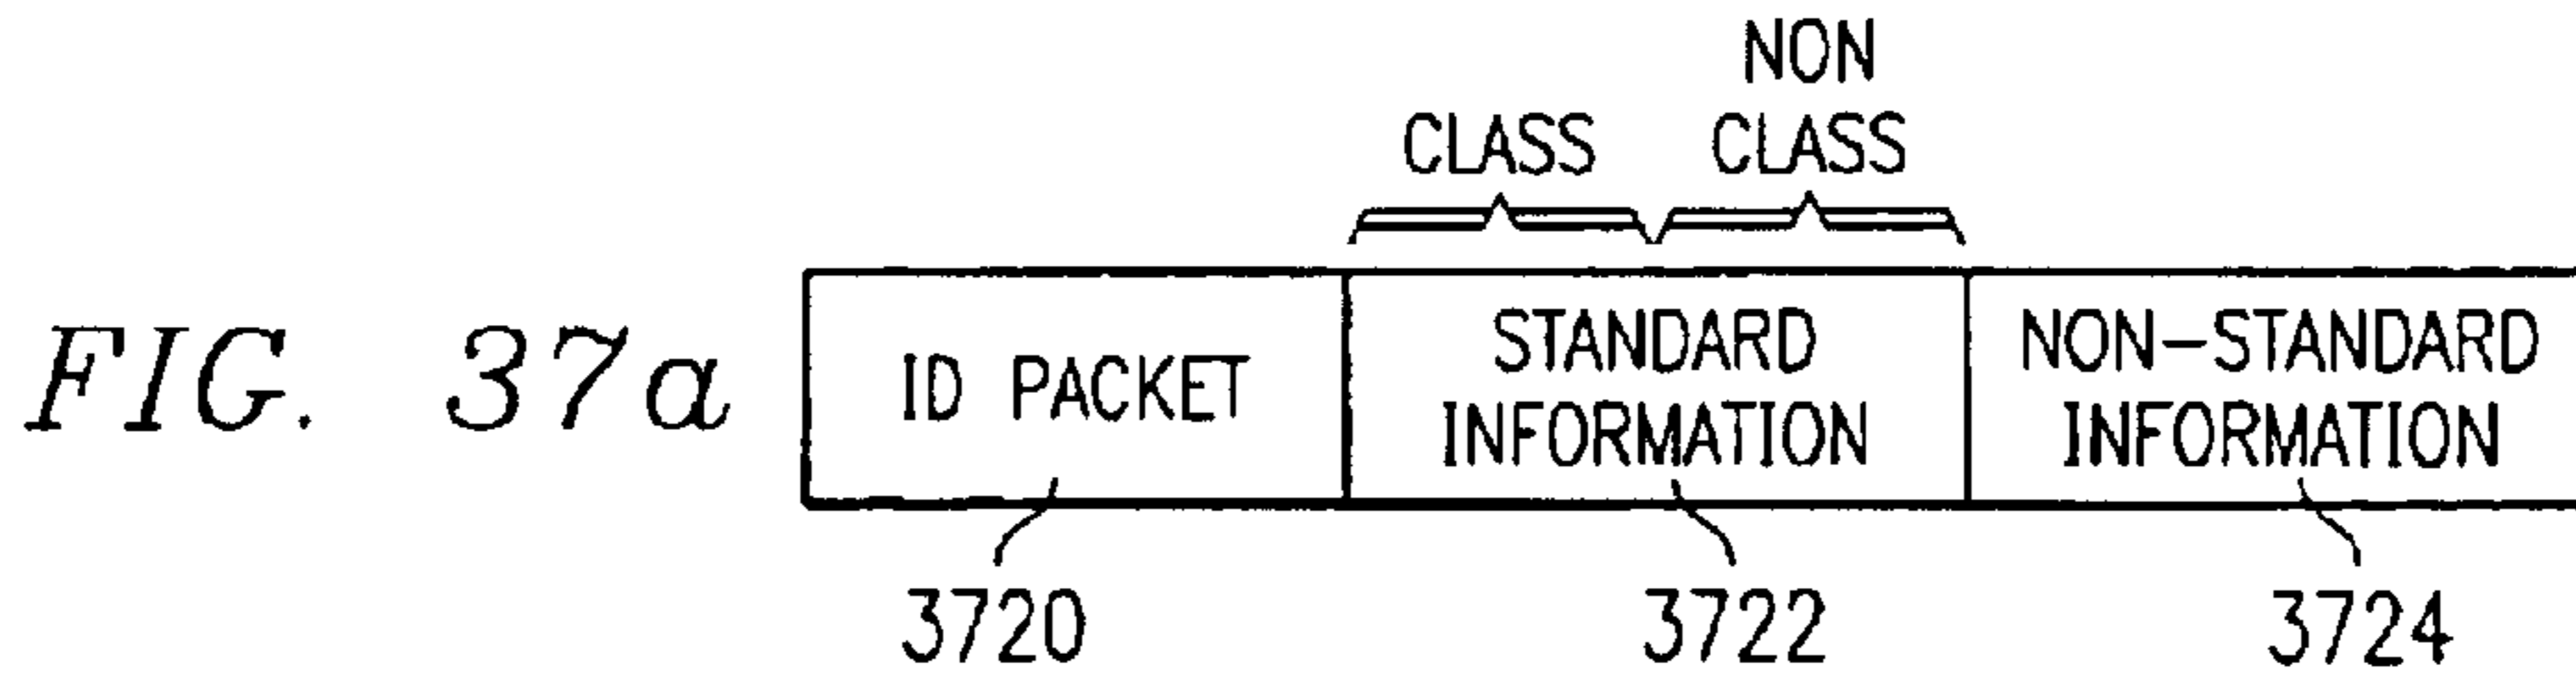 NON
CLASS CLASS
FIG. 37a
ID PACKET
STANDARD
INFORMATION
NON-STANDARD
INFORMATION
3720
3722
3724